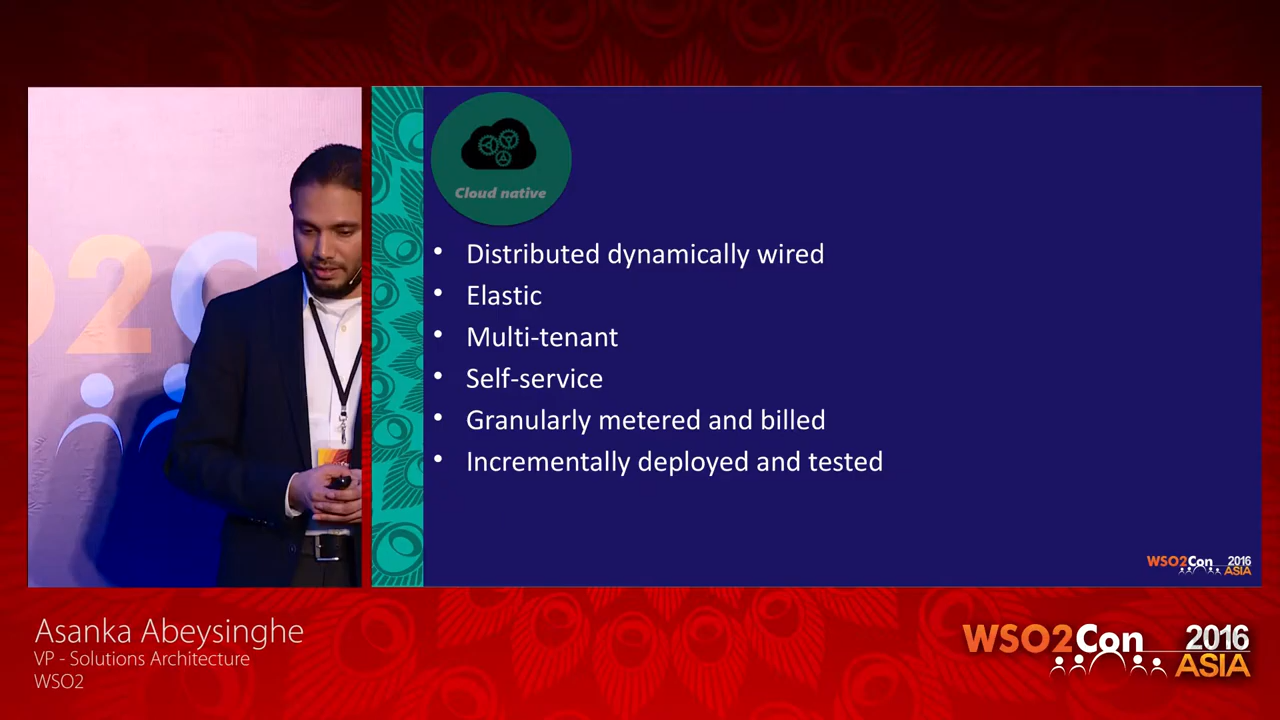 O2C
Cloud native
• Distributed dynamically wired
• Elastic
• Multi-tenant
• Self-service
• Granularly metered and billed
• Incrementally deployed and tested
WSO2Con 2016
ASIA
Asanka Abeysinghe
VP - Solutions Architecture
WSO2
WSO2Con 2016
ASIA